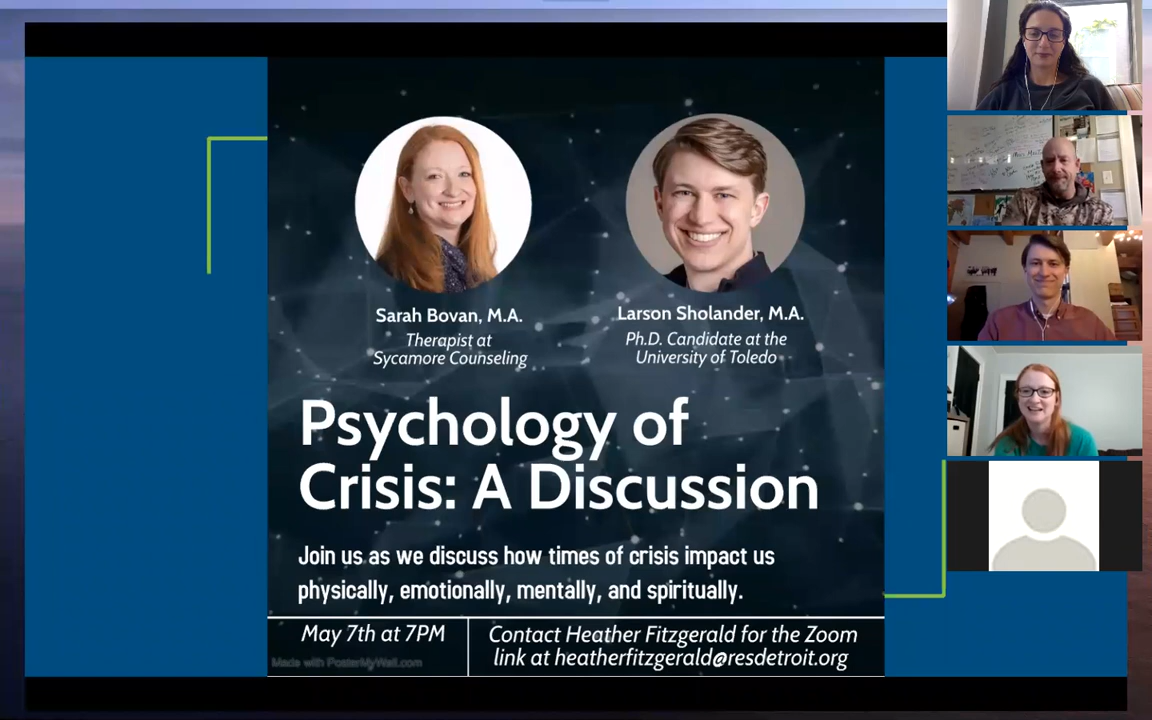 Sarah Bovan, M.A.
Therapist at
Sycamore Counseling
Larson Sholander, M.A.
Ph.D. Candidate at the
University of Toledo
Psychology of
Crisis: A Discussion
Join us as we discuss how times of crisis impact us
physically, emotionally, mentally, and spiritually.
May 7th at 7PM
Contact Heather Fitzgerald for the Zoom
link at heatherfitzgerald@resdetroit.org
Made with PosterMyWall.com